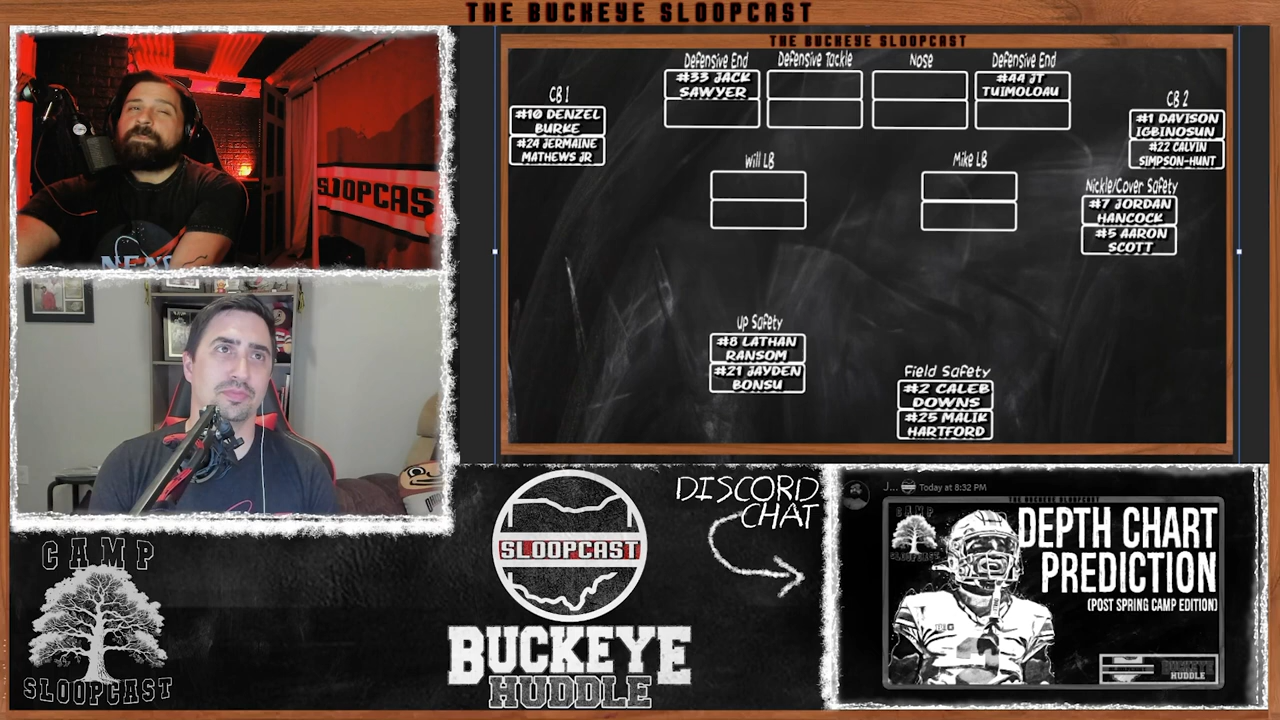 THE BUCKEYE SLOOPCAST
THE BUCKEYE SLOOPCAST
Defensive End
#33 JACK
SAWYER
Defensive Tackle
Nose
Defensive End
#44 JT
TUIMOLOAU
CB 1
#10 DENZEL
BURKE
#24 JERMAINE
MATHEWS JR
CB 2
#1 DAVISON
IGBINOSUN
#22 CALVIN
SIMPSON-HUNT
Will LB
Mike LB
Nickle/Cover Safety
#7 JORDAN
HANCOCK
#5 AARON
SCOTT
up Safety
#8 LATHAN
RANSOM
#21 JAYDEN
BONSU
Field Safety
#2 CALEB
DOWNS
#25 MALIK
HARTFORD
SLOOPCAS
CAMP
SLOOPCAST
SLOOPCAST
BUCKEYE
HUDDLE
DISCORD
CHAT
J... Today at 8:32 PM
THE BUCKEYE SLOOPCAST
CAMP
DEPTH CHART
PREDICTION
(POST SPRING CAMP EDITION)
BUCKEYE
HUDDLE